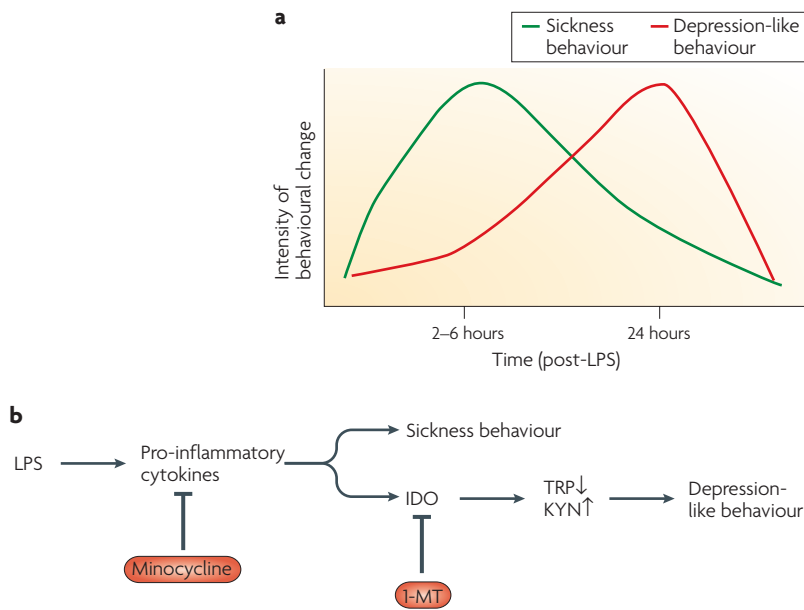 a
Sickness behaviour
Depression-like behaviour
Intensity of
behavioural change
2–6 hours
24 hours
Time (post-LPS)
b
LPS
Pro-inflammatory
cytokines
Sickness behaviour
IDO
TRP↓
KYN↑
Depression-
like behaviour
Minocycline
1-MT